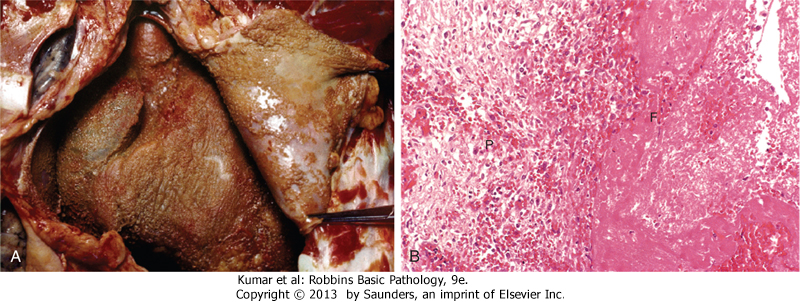 A
B
P
F
Kumar et al: Robbins Basic Pathology, 9e.
Copyright © 2013 by Saunders, an imprint of Elsevier Inc.